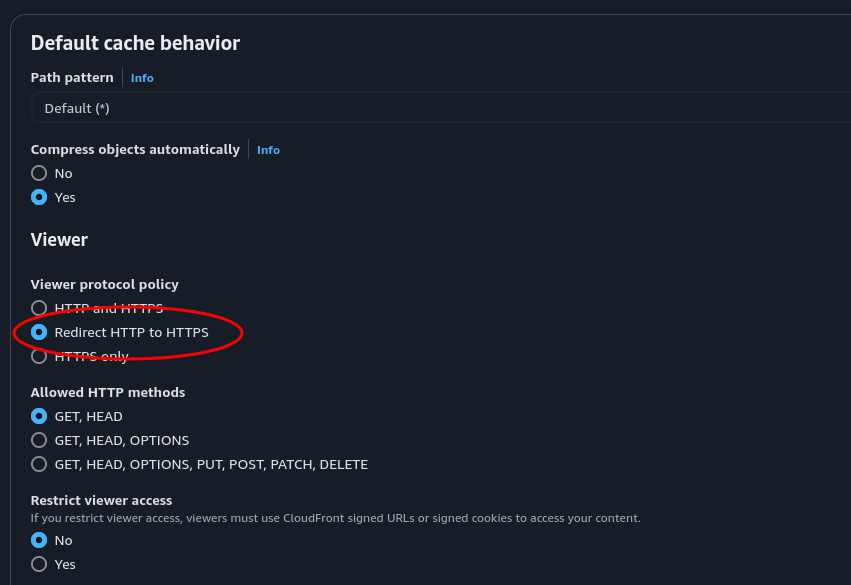 Default cache behavior
Path pattern Info
Default (*)
Compress objects automatically Info
No
Yes
Viewer
Viewer protocol policy
HTTP and HTTPS
Redirect HTTP to HTTPS
HTTPS only
Allowed HTTP methods
GET, HEAD
GET, HEAD, OPTIONS
GET, HEAD, OPTIONS, PUT, POST, PATCH, DELETE
Restrict viewer access
If you restrict viewer access, viewers must use CloudFront signed URLs or signed cookies to access your content.
No
Yes